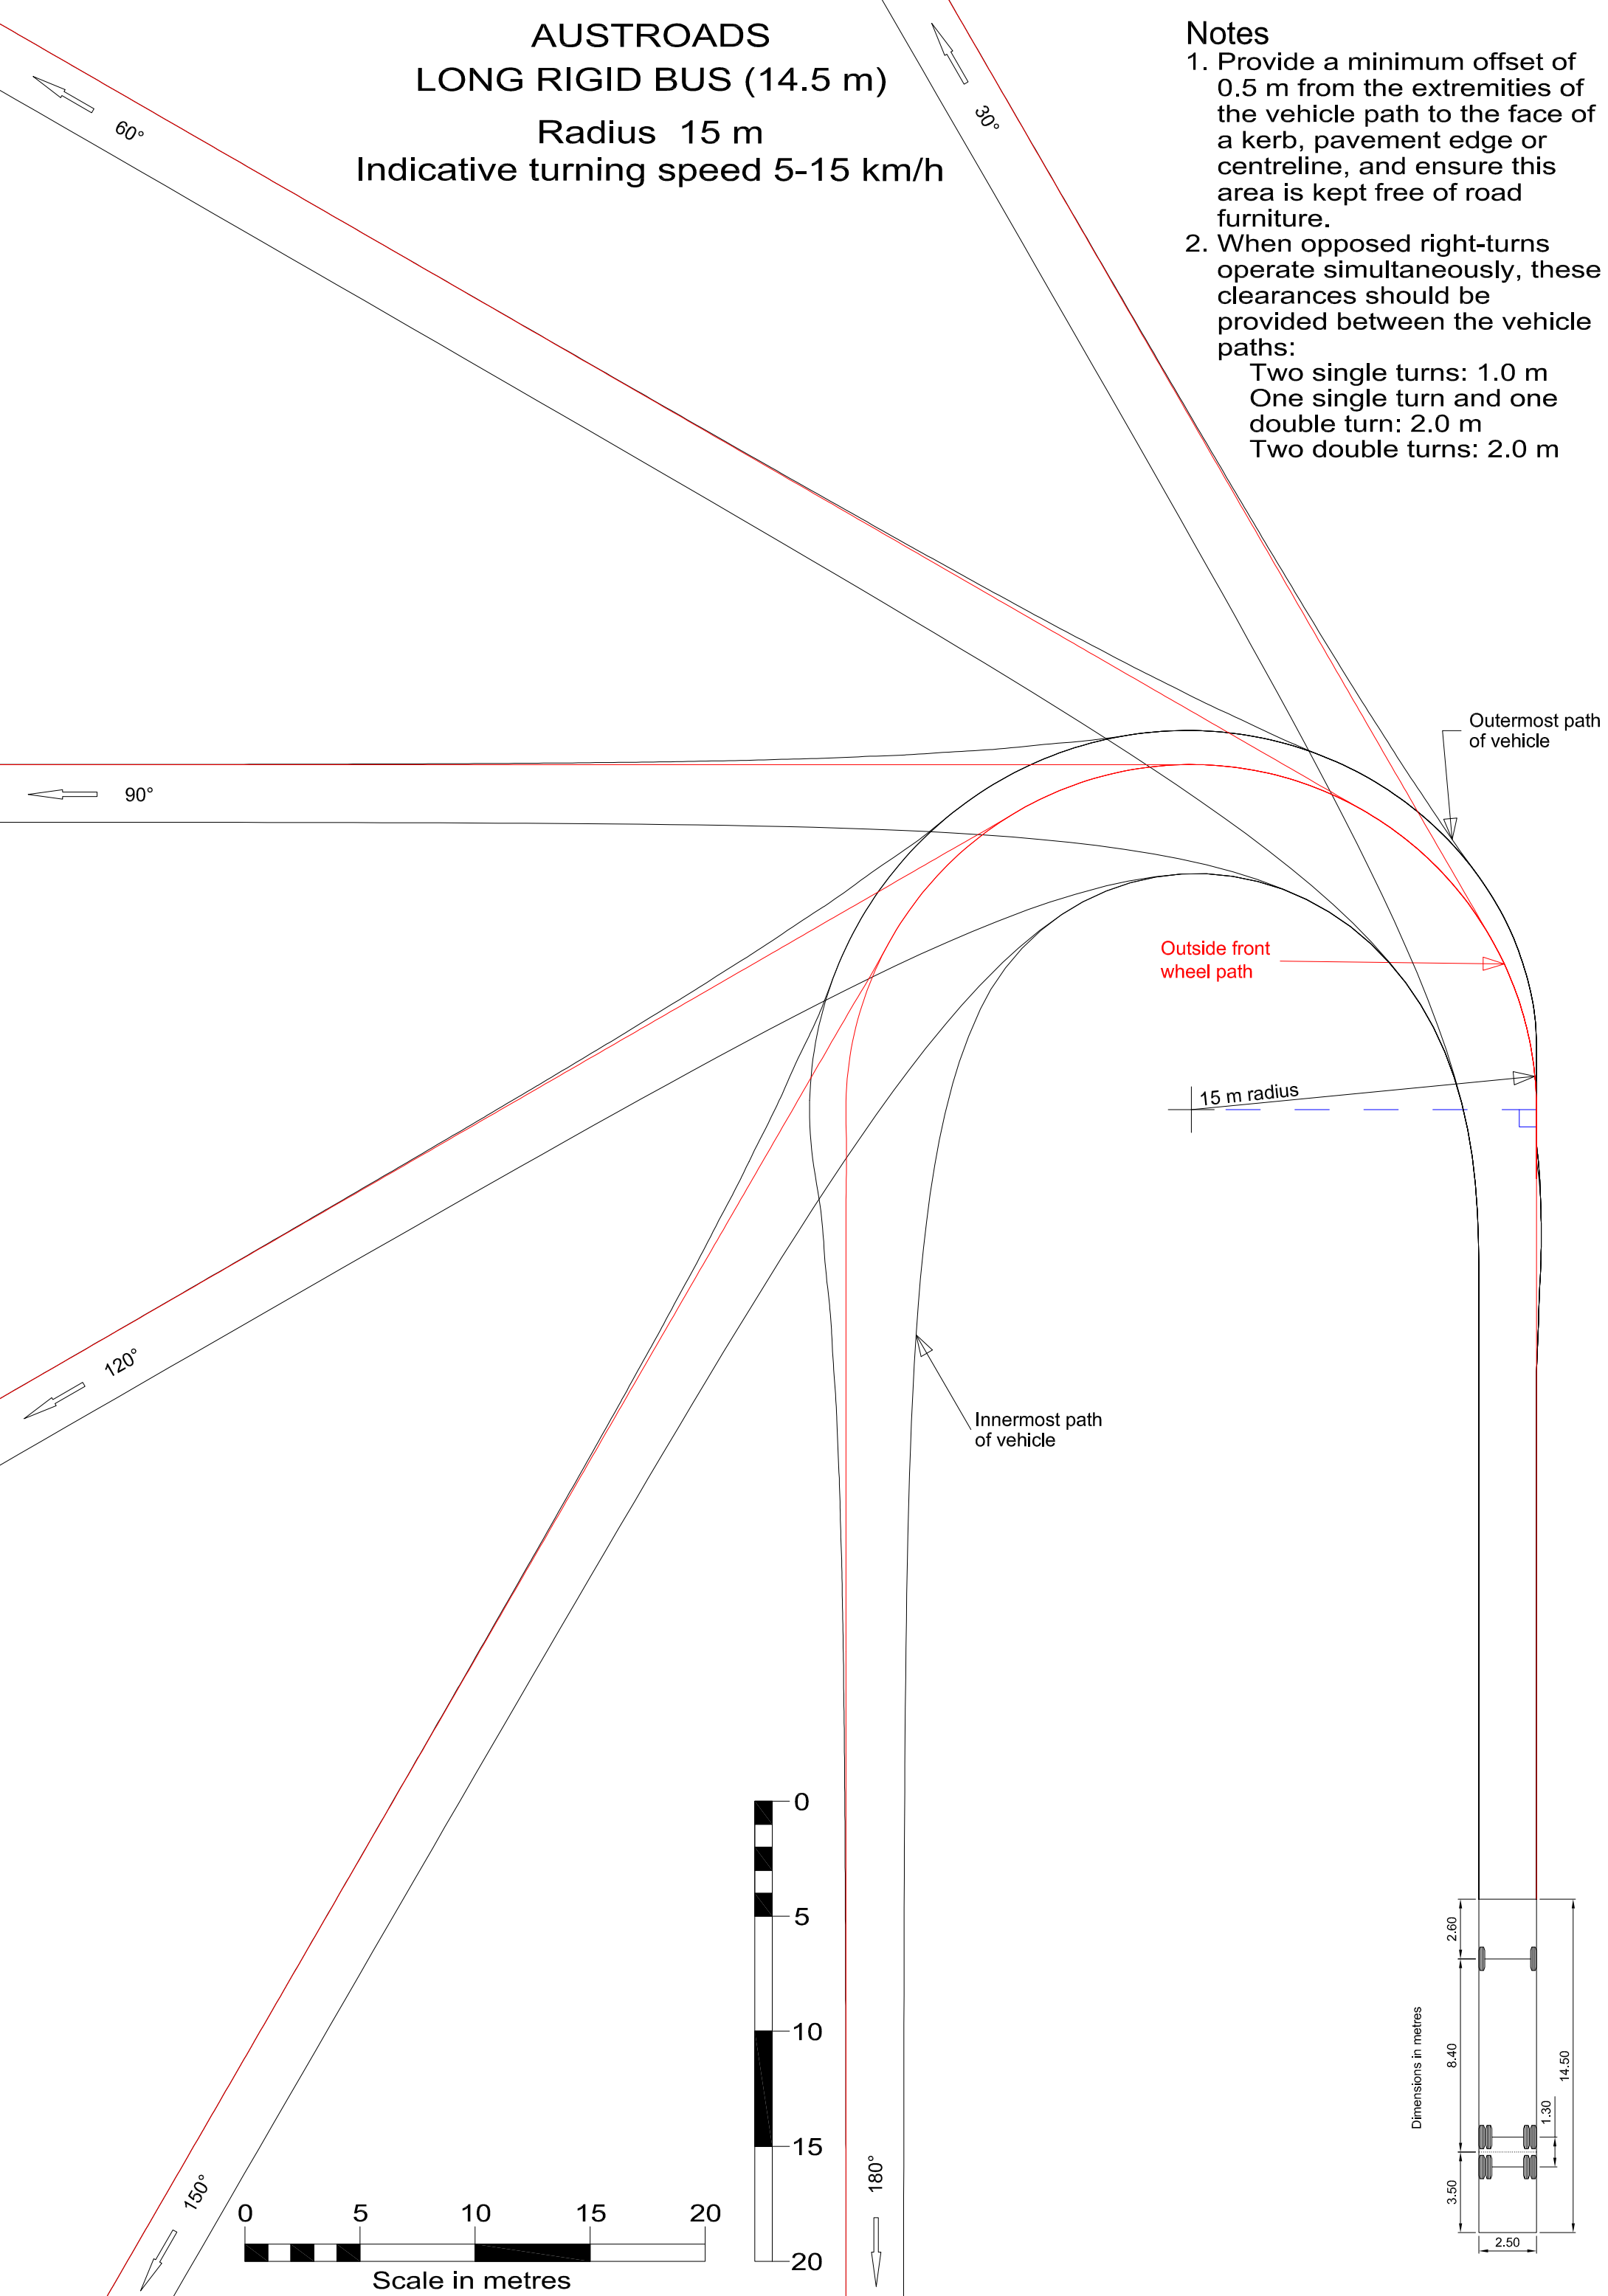 AUSTROADS
LONG RIGID BUS (14.5 m)
Radius 15 m
Indicative turning speed 5-15 km/h
Notes
1. Provide a minimum offset of
0.5 m from the extremities of
the vehicle path to the face of
a kerb, pavement edge or
centreline, and ensure this
area is kept free of road
furniture.
2. When opposed right-turns
operate simultaneously, these
clearances should be
provided between the vehicle
paths:
Two single turns: 1.0 m
One single turn and one
double turn: 2.0 m
Two double turns: 2.0 m
30°
60°
Outermost path
of vehicle
90°
Outside front
wheel path
15 m radius
120°
Innermost path
of vehicle
150°
180°
0
5
10
15
20
0 5 10 15 20
Scale in metres
Dimensions in metres
2.60
8.40
3.50
14.50
1.30
2.50